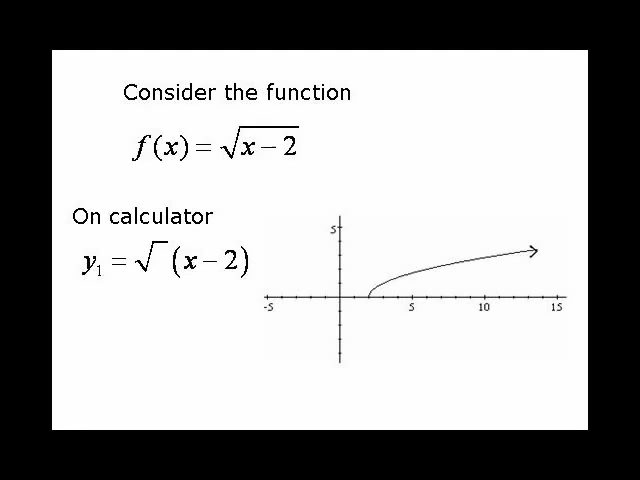 Consider the function
f(x) = √(x − 2)
On calculator
y₁ = √ (x − 2)
5
-5 5 10 15